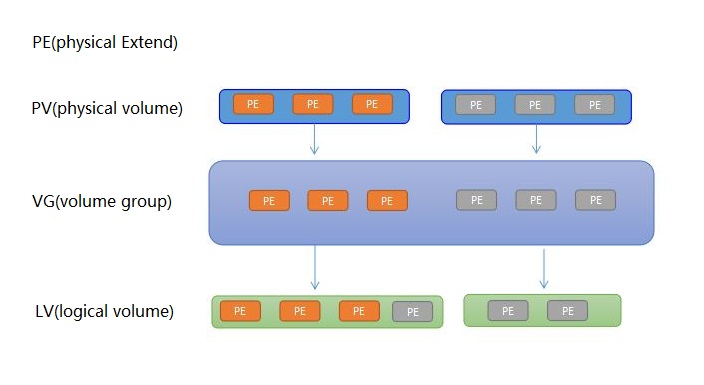 PE(physical Extend)
PV(physical volume) PE PE PE PE PE PE
VG(volume group) PE PE PE PE PE PE
LV(logical volume) PE PE PE PE PE PE